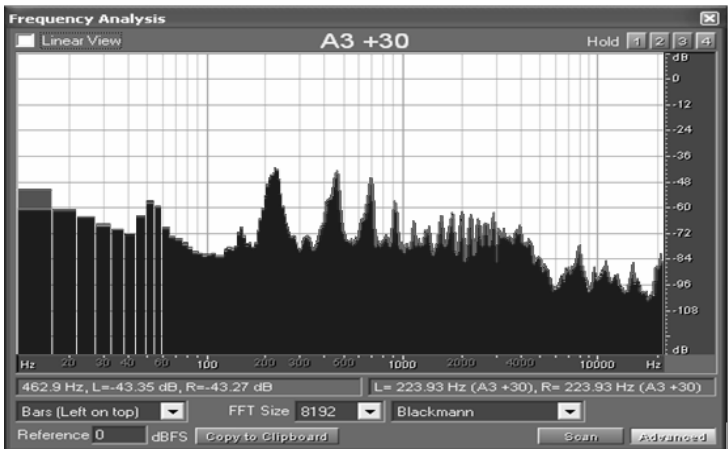 Frequency Analysis
Linear View A3 +30 Hold 1 2 3 4
dB
0
-12
-24
-36
-48
-60
-72
-84
-96
-108
dB
Hz 20 30 40 60 100 200 300 500 1000 2000 4000 10000 Hz
462.9 Hz, L=-43.35 dB, R=-43.27 dB L= 223.93 Hz (A3 +30), R= 223.93 Hz (A3 +30)
Bars (Left on top) FFT Size 8192 Blackmann
Reference 0 dBFS Copy to Clipboard Scan Advanced